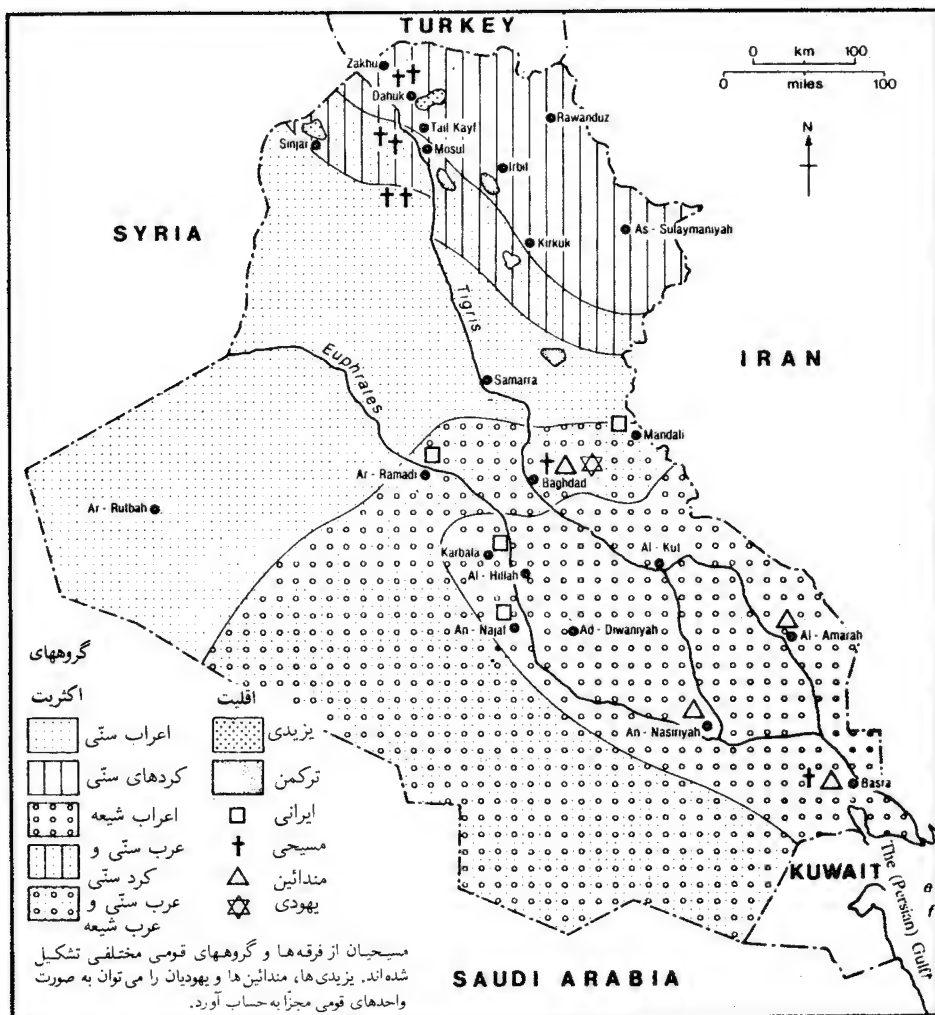 TURKEY
0 km 100
0 miles 100
N
Zakhu
Dahuk
Tall Kayf
Mosul
Rawanduz
Sinjar
Irbil
SYRIA
As - Sulaymaniyah
Kirkuk
Tigris
IRAN
Euphrates
Samarra
Mandali
Ar - Ramadi
Baghdad
Ar - Rutbah
Karbala
Al - Hillah
Al - Kut
An - Najaf
Ad - Diwaniyah
Al - Amarah
An - Nasiriyah
Basra
KUWAIT
The (Persian) Gulf
SAUDI ARABIA
گروههای
اکثریت
اعراب سنّی
کردهای سنّی
اعراب شیعه
عرب سنّی و
کرد سنّی
عرب سنّی و
عرب شیعه
اقلیت
یزیدی
ترکمن
ایرانی
مسیحی
مندائین
یهودی
مسیحیان از فرقه‌ها و گروههای قومی مختلفی تشکیل
شده‌اند. یزیدی‌ها، مندائین‌ها و یهودیان را می‌توان به صورت
واحدهای قومی مجزّا به حساب آورد.